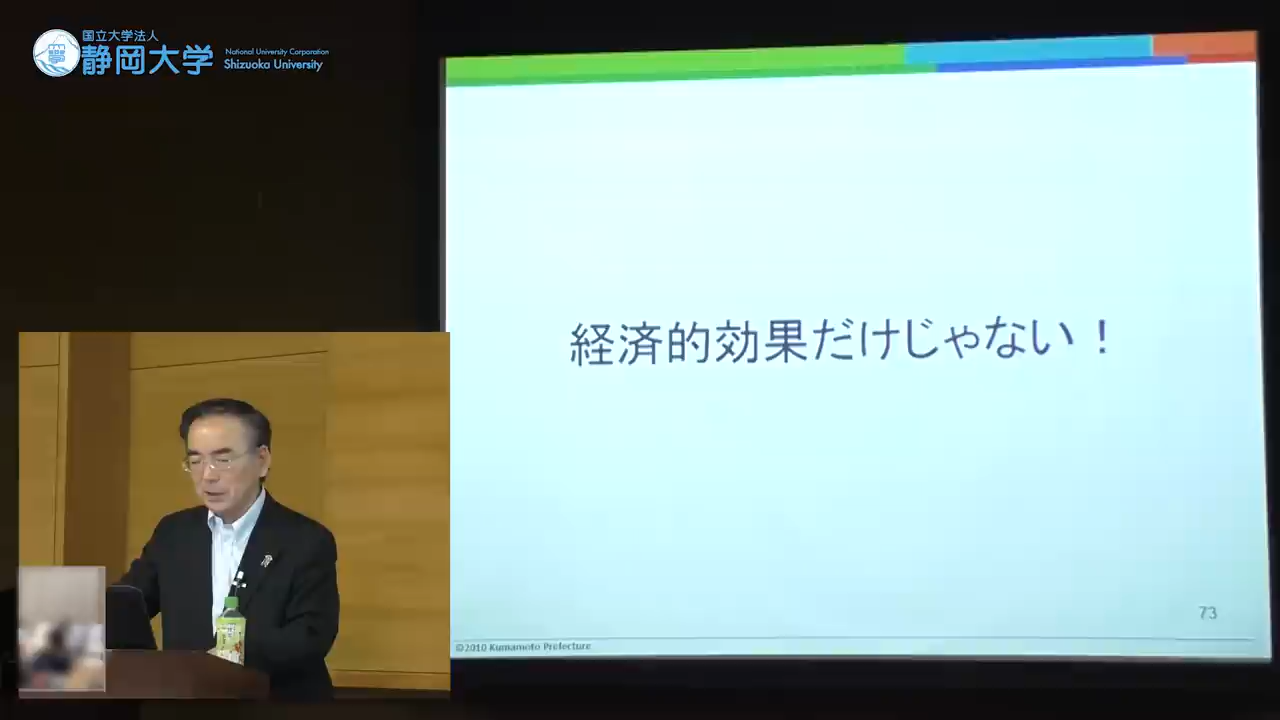 国立大学法人
静岡大学
National University Corporation
Shizuoka University
経済的効果だけじゃない！
73
©2010 Kumamoto Prefecture